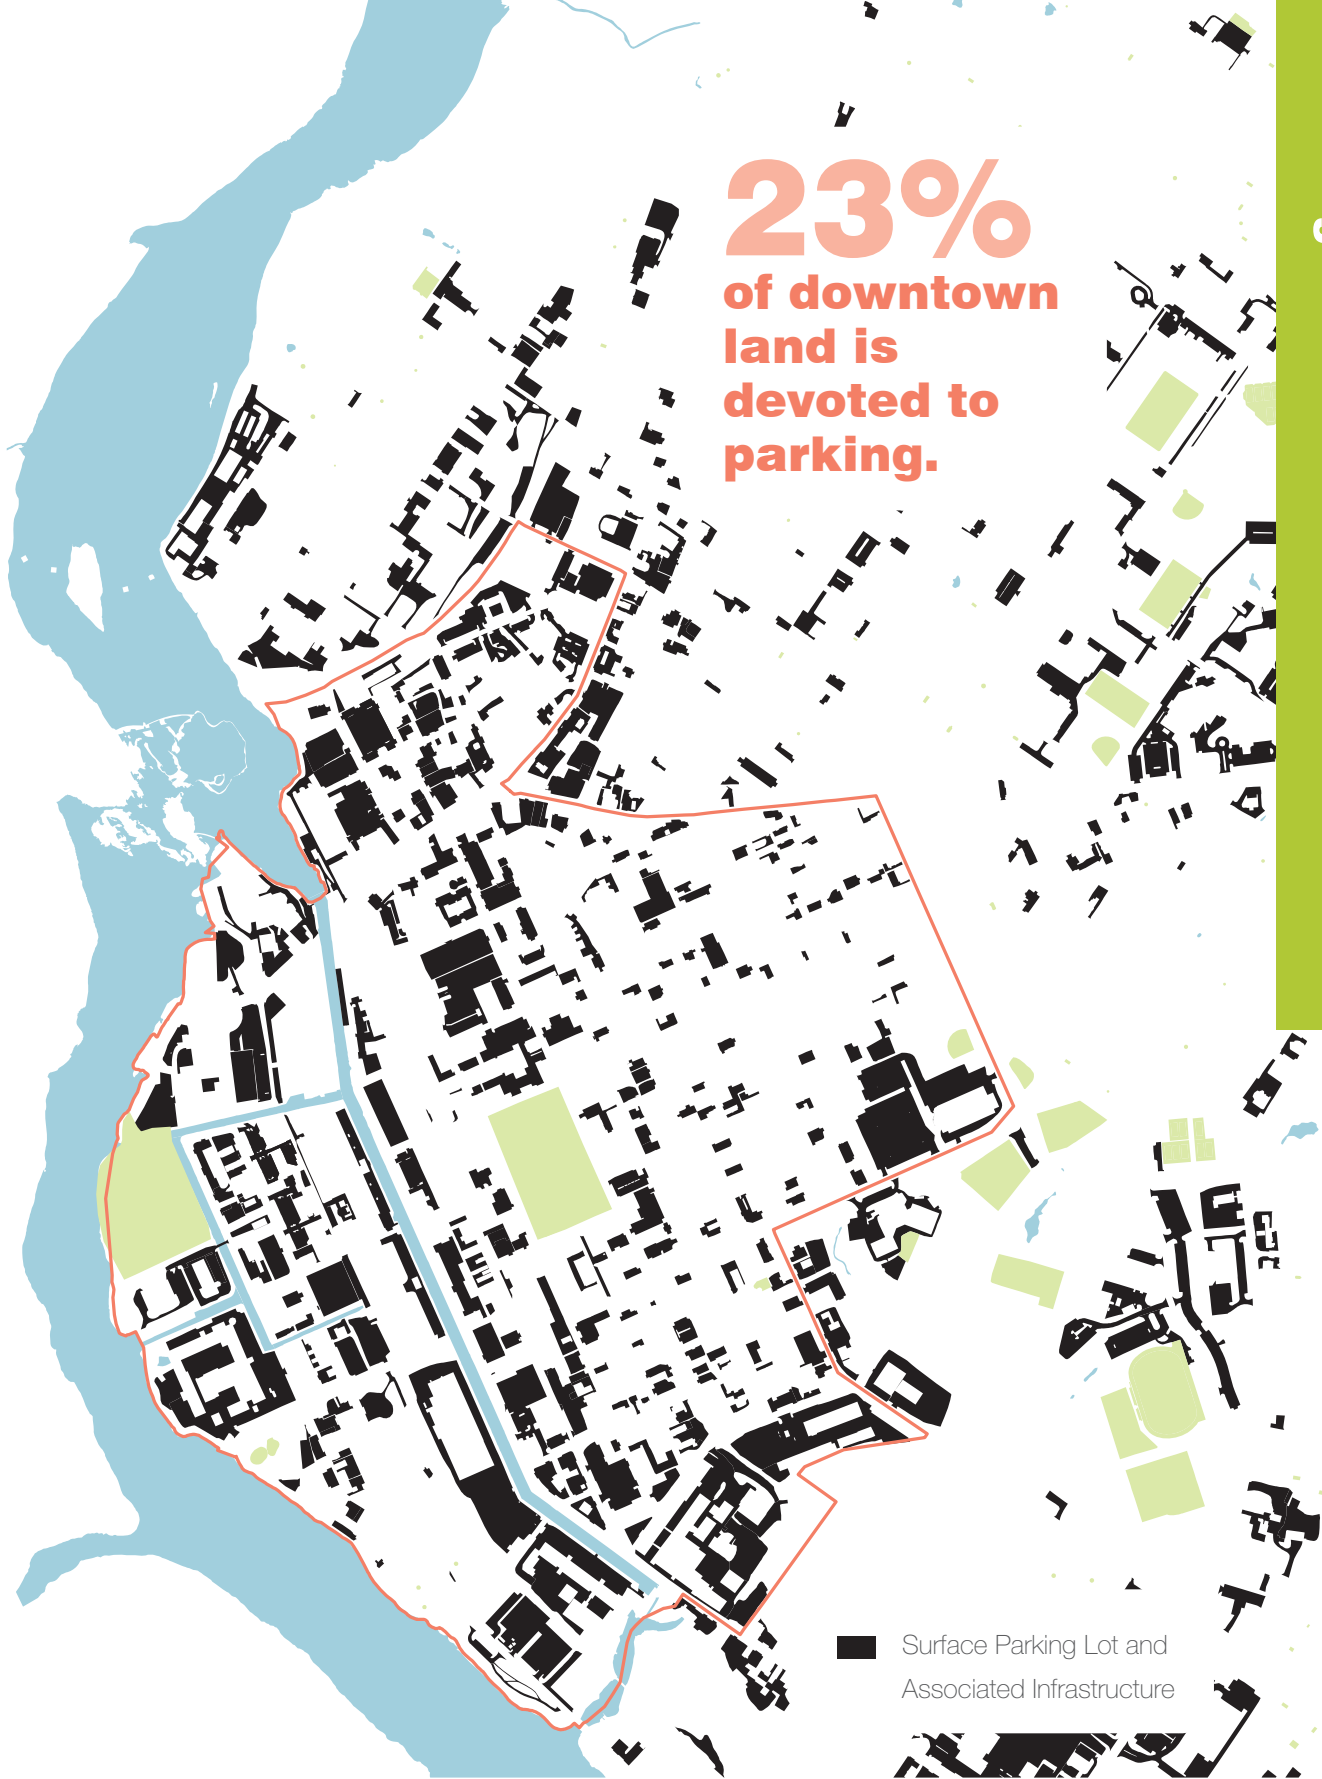 23%
of downtown
land is
devoted to
parking.
Surface Parking Lot and
Associated Infrastructure